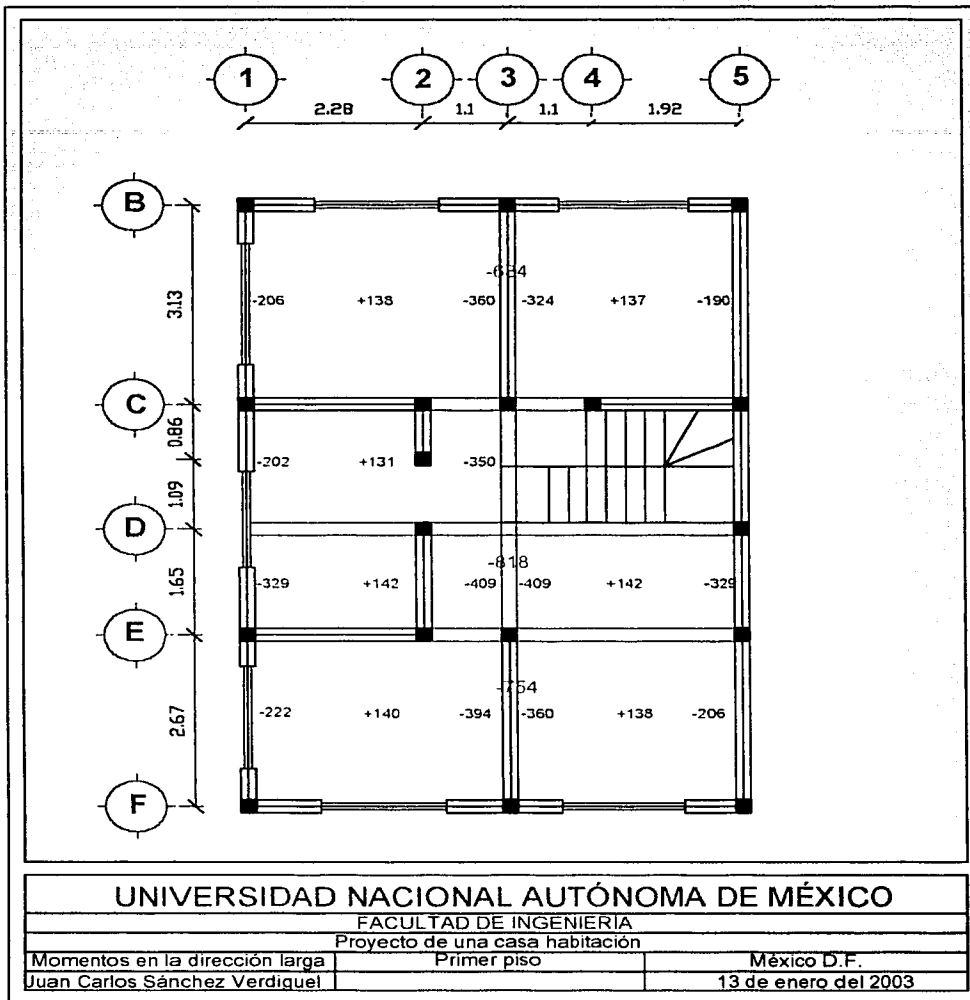 1 2 3 4 5
2.28 1.1 1.1 1.92
B
-684
3.13
-206 +138 -360 -324 +137 -190
C
0.86
-202 +131 -350
1.09
D
-818
1.65
-329 +142 -409 -409 +142 -329
E
-754
2.67
-222 +140 -394 -360 +138 -206
F
UNIVERSIDAD NACIONAL AUTÓNOMA DE MÉXICO
FACULTAD DE INGENIERÍA
Proyecto de una casa habitación
Momentos en la dirección larga Primer piso México D.F.
Juan Carlos Sánchez Verdiguel 13 de enero del 2003